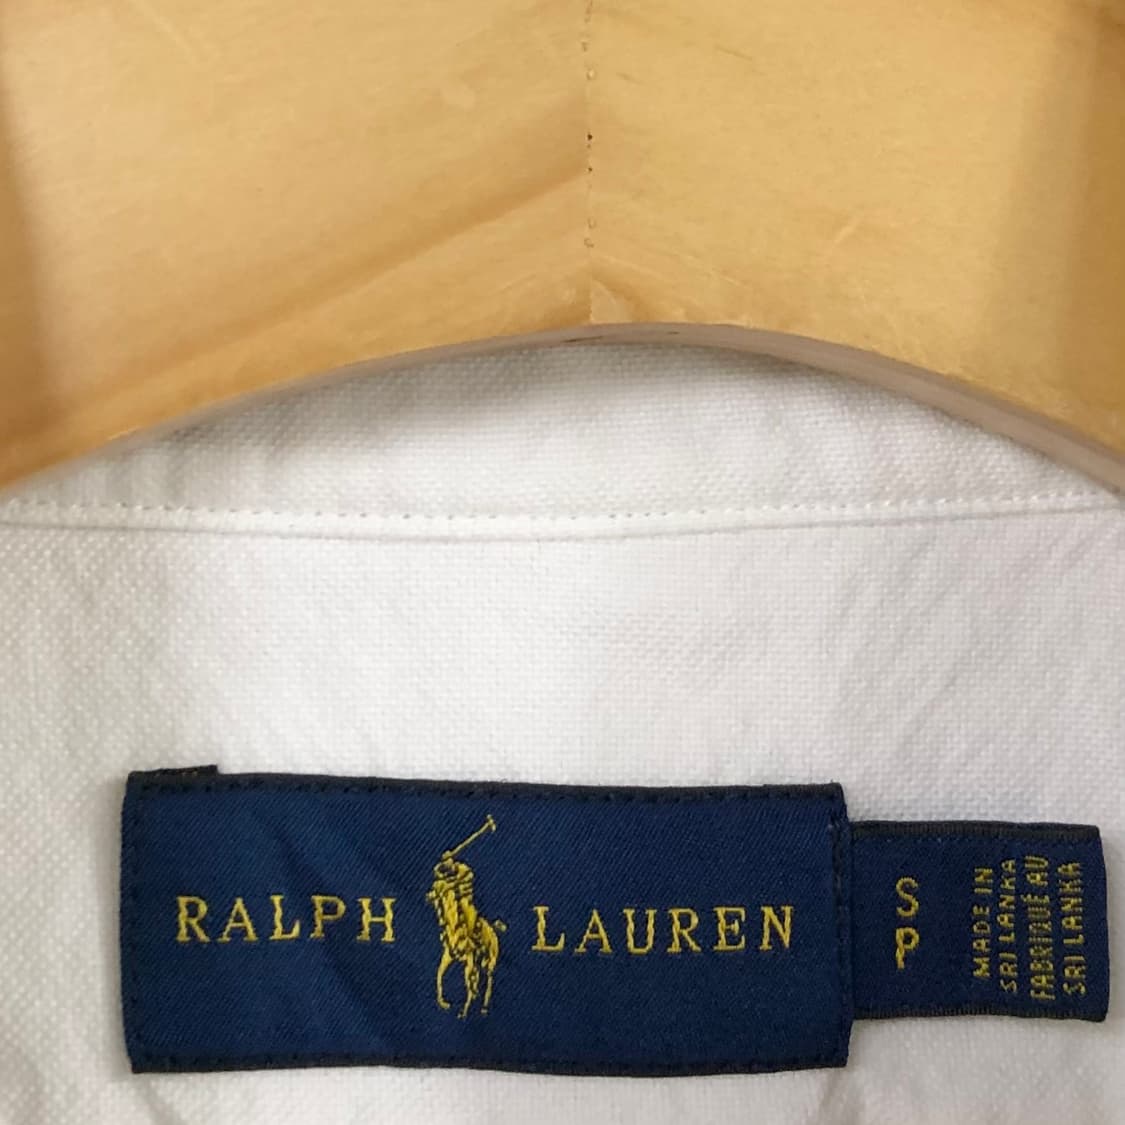 RALPH LAUREN
S
P
MADE IN
SRI LANKA
FABRIQUÉ AU
SRI LANKA